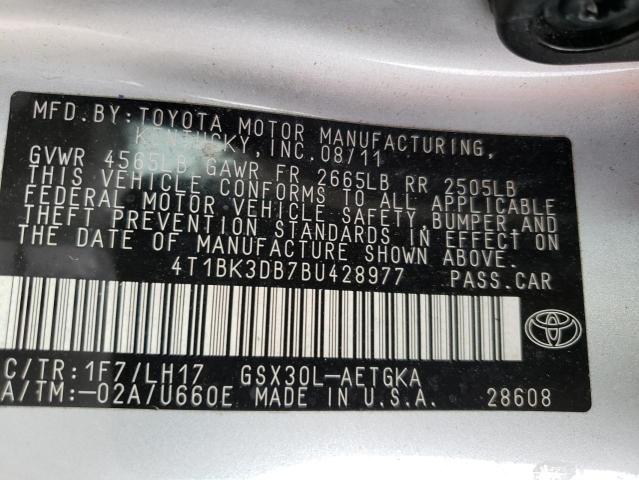 MFD. BY: TOYOTA MOTOR MANUFACTURING,
KENTUCKY, INC. 08/11
GVWR 4565LB GAWR FR 2665LB RR 2505LB
THIS VEHICLE CONFORMS TO ALL APPLICABLE
FEDERAL MOTOR VEHICLE SAFETY, BUMPER, AND
THEFT PREVENTION STANDARDS IN EFFECT ON
THE DATE OF MANUFACTURE SHOWN ABOVE.
4T1BK3DB7BU428977 PASS.CAR
C/TR: 1F7/LH17 GSX30L-AETGKA
A/TM: -02A/U660E MADE IN U.S.A. 28608